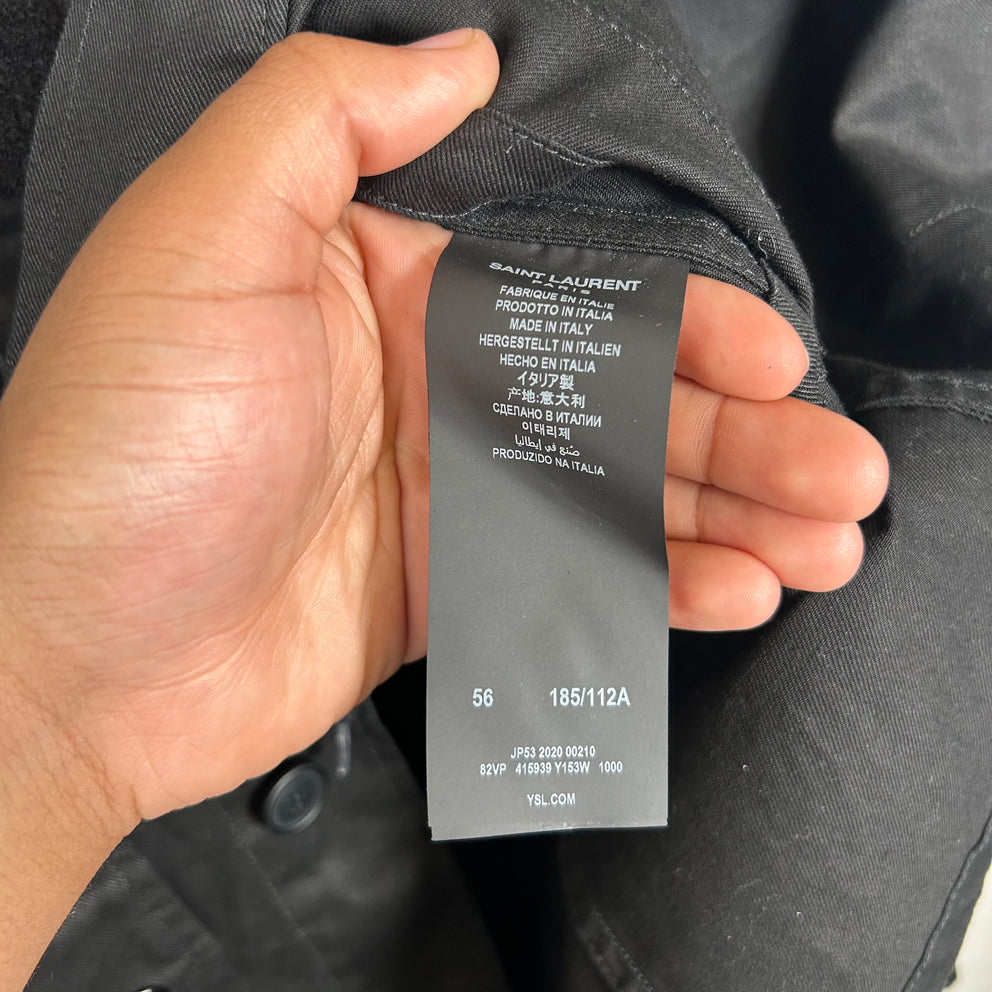 SAINT LAURENT
PARIS
FABRIQUE EN ITALIE
PRODOTTO IN ITALIA
MADE IN ITALY
HERGESTELLT IN ITALIEN
HECHO EN ITALIA
イタリア製
产地:意大利
СДЕЛАНО В ИТАЛИИ
이태리제
صنع في إيطاليا
PRODUZIDO NA ITALIA
56 185/112A
JP53 2020 00210
82VP 415939 Y153W 1000
YSL.COM